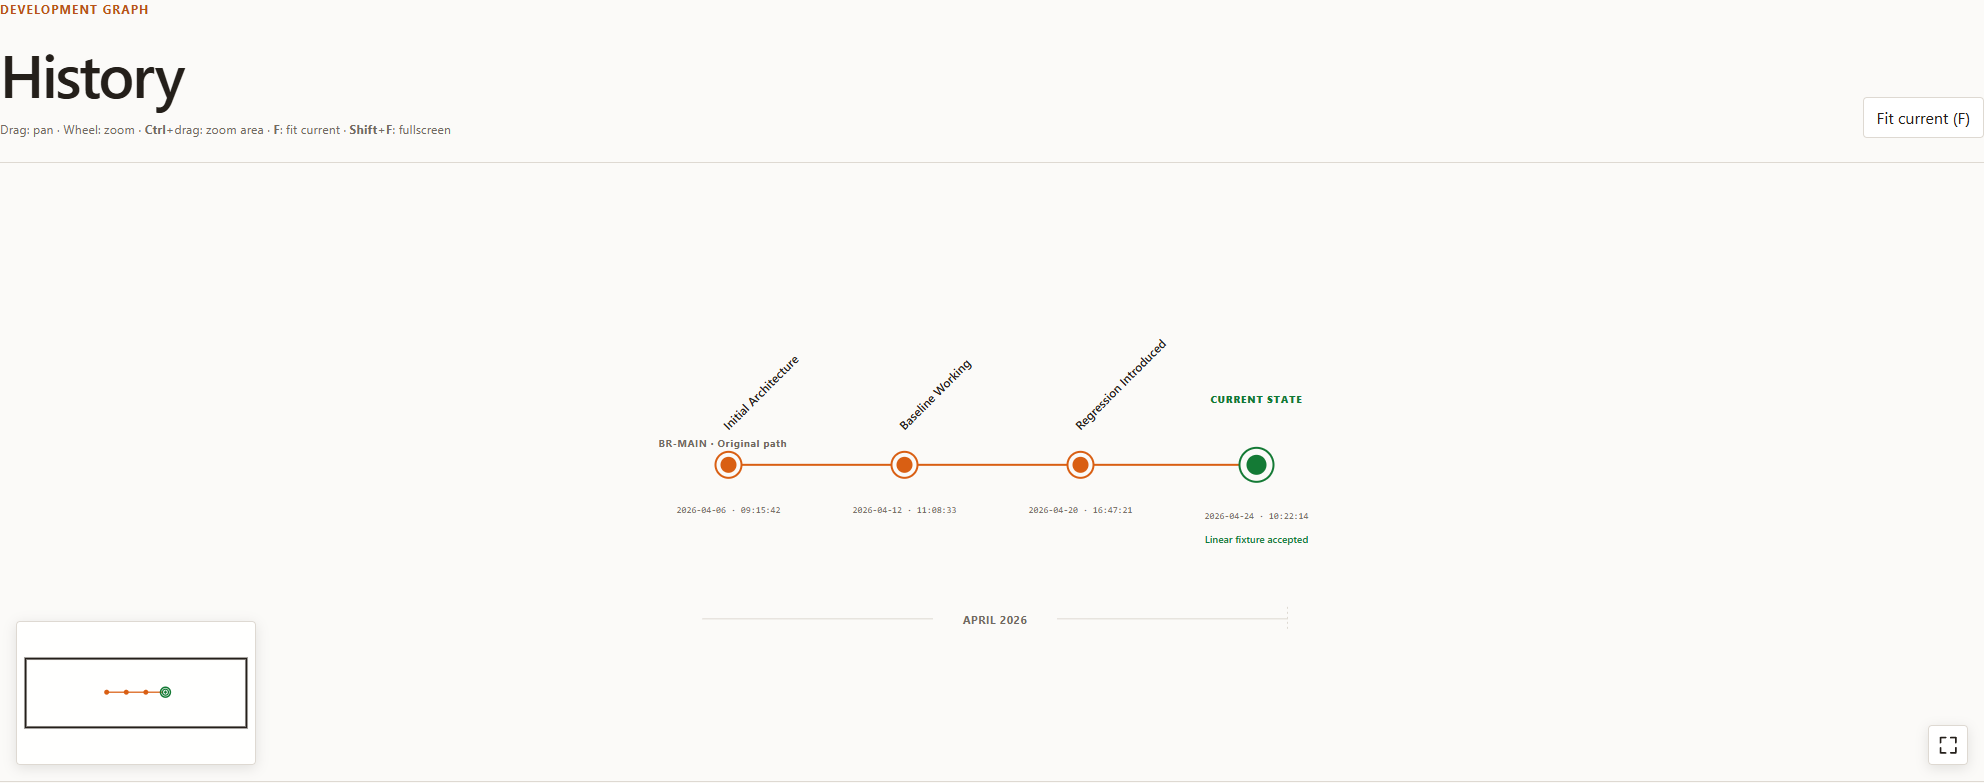 DEVELOPMENT GRAPH
History
Drag: pan · Wheel: zoom · Ctrl+drag: zoom area · F: fit current · Shift+F: fullscreen
Fit current (F)
Initial Architecture
Baseline Working
Regression Introduced
CURRENT STATE
BR-MAIN · Original path
2026-04-06 · 09:15:42
2026-04-12 · 11:08:33
2026-04-20 · 16:47:21
2026-04-24 · 10:22:14
Linear fixture accepted
APRIL 2026